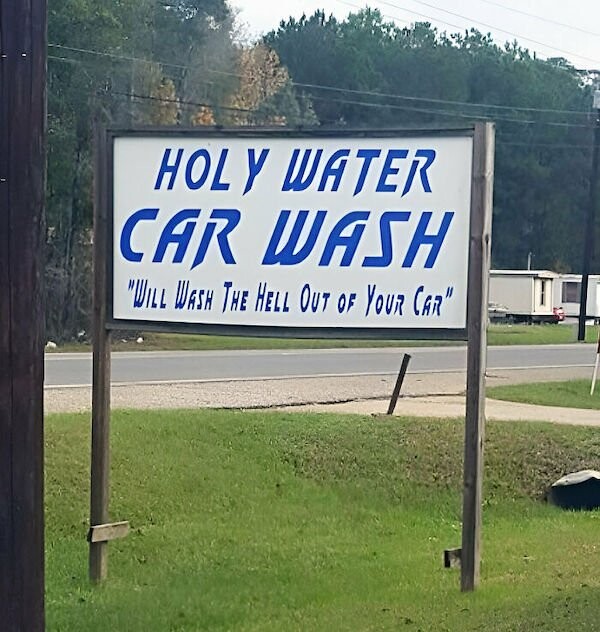 HOLY WATER
CAR WASH
"WILL WASH THE HELL OUT OF YOUR CAR"